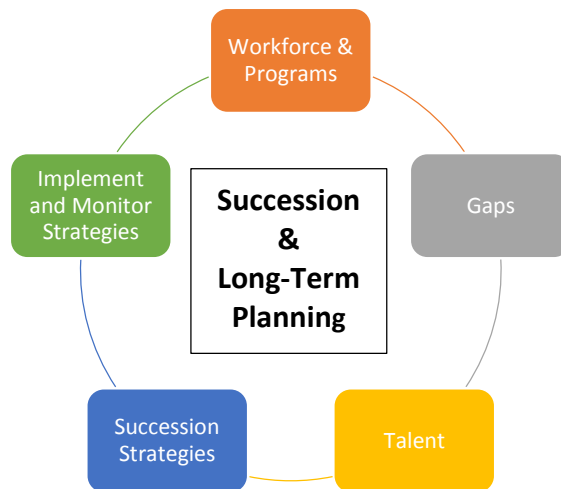 Workforce &
Programs
Gaps
Talent
Succession
Strategies
Implement
and Monitor
Strategies
Succession
&
Long-Term
Planning